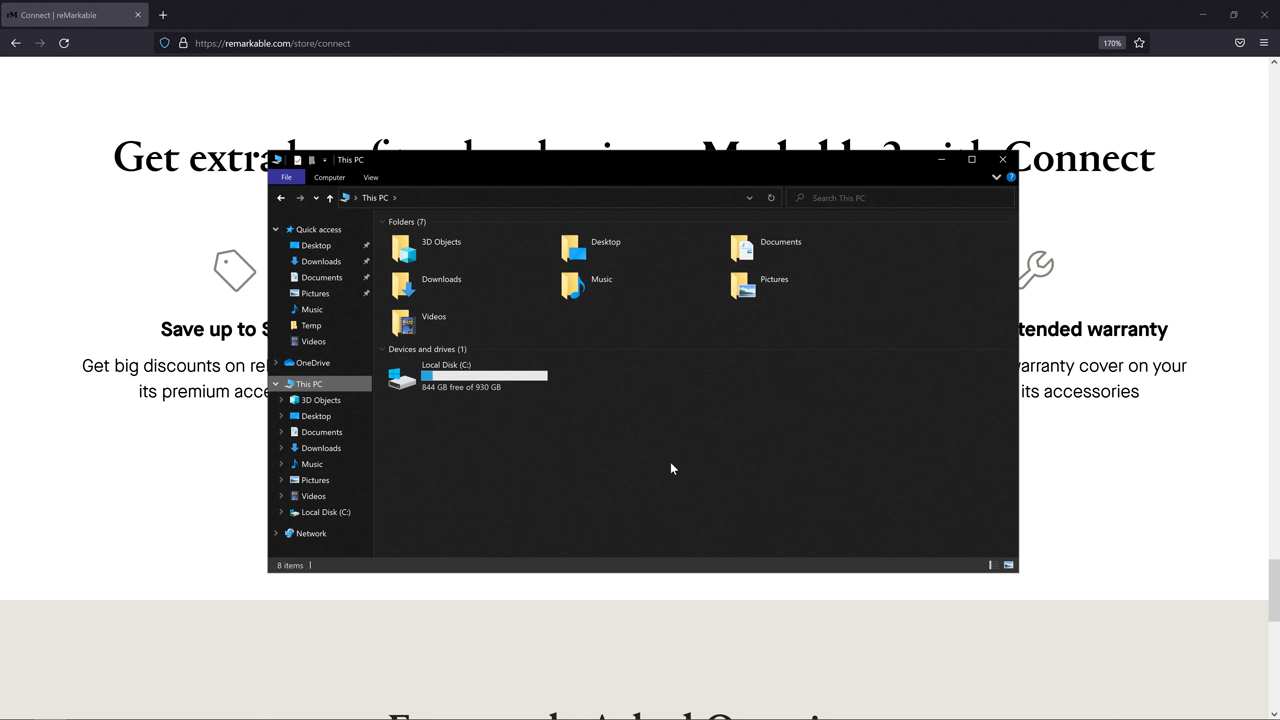 Connect | reMarkable
https://remarkable.com/store/connect
170%
Get extra
with Connect
This PC
File
Computer
View
This PC
Search This PC
Quick access
Desktop
Downloads
Documents
Pictures
Music
Temp
Videos
OneDrive
This PC
3D Objects
Desktop
Documents
Downloads
Music
Pictures
Videos
Local Disk (C:)
Network
Folders (7)
3D Objects
Desktop
Documents
Downloads
Music
Pictures
Videos
Devices and drives (1)
Local Disk (C:)
844 GB free of 930 GB
8 items
Save up to
Get big discounts on
its premium
warranty
cover on your
its accessories